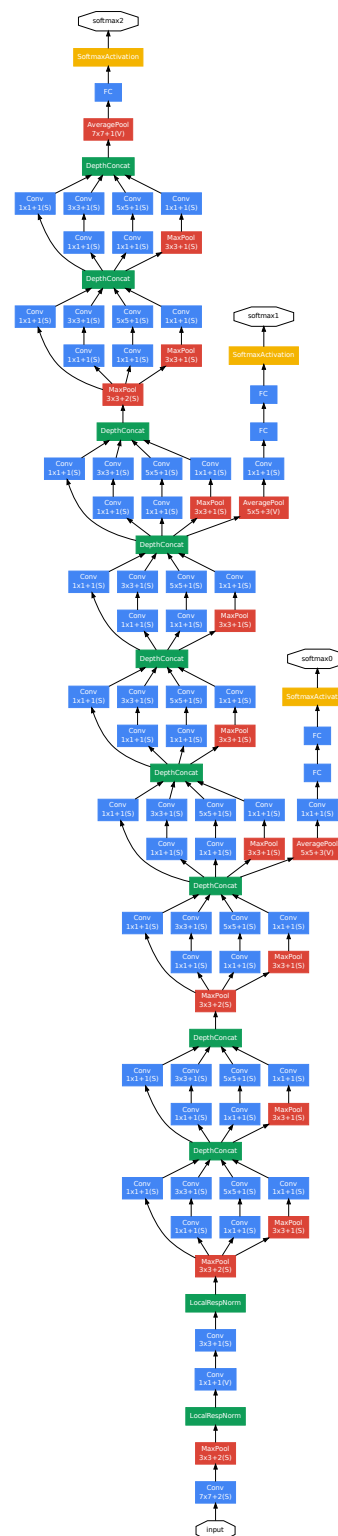 softmax2
SoftmaxActivation
FC
AveragePool
7x7+1(V)
DepthConcat
Conv
1x1+1(S)
Conv
3x3+1(S)
Conv
5x5+1(S)
Conv
1x1+1(S)
Conv
1x1+1(S)
Conv
1x1+1(S)
MaxPool
3x3+1(S)
DepthConcat
Conv
1x1+1(S)
Conv
3x3+1(S)
Conv
5x5+1(S)
Conv
1x1+1(S)
softmax1
Conv
1x1+1(S)
Conv
1x1+1(S)
MaxPool
3x3+1(S)
SoftmaxActivation
MaxPool
3x3+2(S)
FC
DepthConcat
FC
Conv
1x1+1(S)
Conv
3x3+1(S)
Conv
5x5+1(S)
Conv
1x1+1(S)
Conv
1x1+1(S)
Conv
1x1+1(S)
Conv
1x1+1(S)
MaxPool
3x3+1(S)
AveragePool
5x5+3(V)
DepthConcat
Conv
1x1+1(S)
Conv
3x3+1(S)
Conv
5x5+1(S)
Conv
1x1+1(S)
Conv
1x1+1(S)
Conv
1x1+1(S)
MaxPool
3x3+1(S)
DepthConcat
softmax0
Conv
1x1+1(S)
Conv
3x3+1(S)
Conv
5x5+1(S)
Conv
1x1+1(S)
SoftmaxActivat
Conv
1x1+1(S)
Conv
1x1+1(S)
MaxPool
3x3+1(S)
FC
DepthConcat
FC
Conv
1x1+1(S)
Conv
3x3+1(S)
Conv
5x5+1(S)
Conv
1x1+1(S)
Conv
1x1+1(S)
Conv
1x1+1(S)
Conv
1x1+1(S)
MaxPool
3x3+1(S)
AveragePool
5x5+3(V)
DepthConcat
Conv
1x1+1(S)
Conv
3x3+1(S)
Conv
5x5+1(S)
Conv
1x1+1(S)
Conv
1x1+1(S)
Conv
1x1+1(S)
MaxPool
3x3+1(S)
MaxPool
3x3+2(S)
DepthConcat
Conv
1x1+1(S)
Conv
3x3+1(S)
Conv
5x5+1(S)
Conv
1x1+1(S)
Conv
1x1+1(S)
Conv
1x1+1(S)
MaxPool
3x3+1(S)
DepthConcat
Conv
1x1+1(S)
Conv
3x3+1(S)
Conv
5x5+1(S)
Conv
1x1+1(S)
Conv
1x1+1(S)
Conv
1x1+1(S)
MaxPool
3x3+1(S)
MaxPool
3x3+2(S)
LocalRespNorm
Conv
3x3+1(S)
Conv
1x1+1(V)
LocalRespNorm
MaxPool
3x3+2(S)
Conv
7x7+2(S)
input